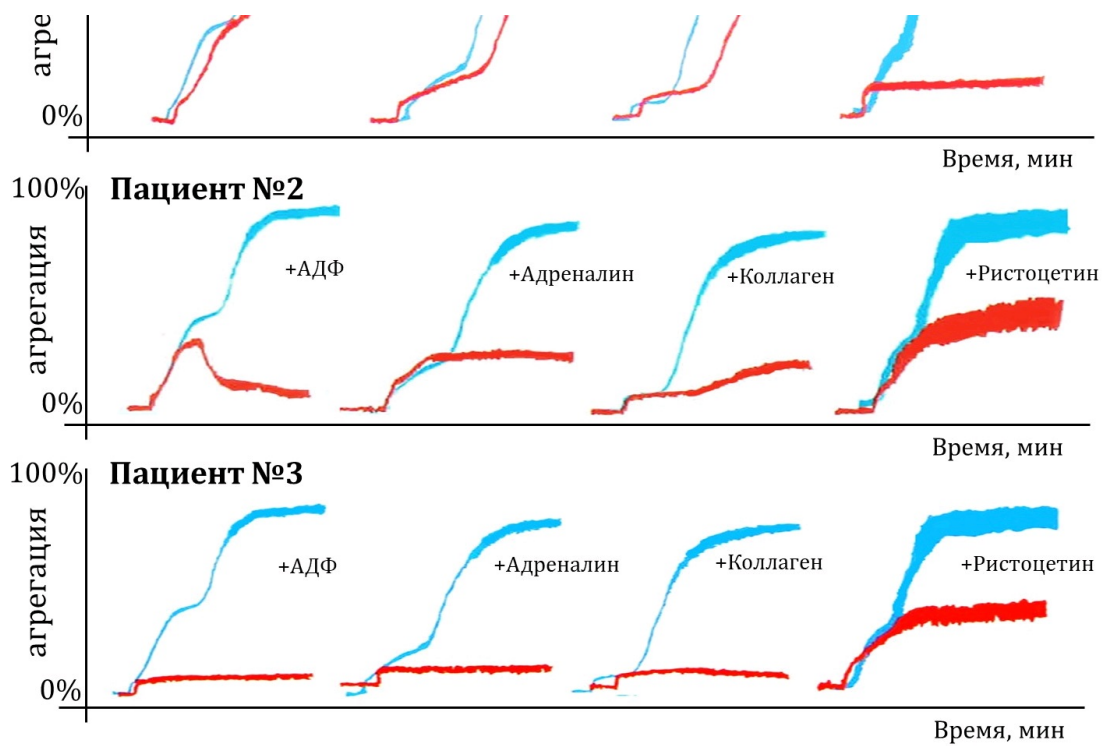 агре
0%
Время, мин
100%
Пациент №2
+АДФ
+Адреналин
+Коллаген
+Ристоцетин
агрегация
0%
Время, мин
100%
Пациент №3
+АДФ
+Адреналин
+Коллаген
+Ристоцетин
агрегация
0%
Время, мин